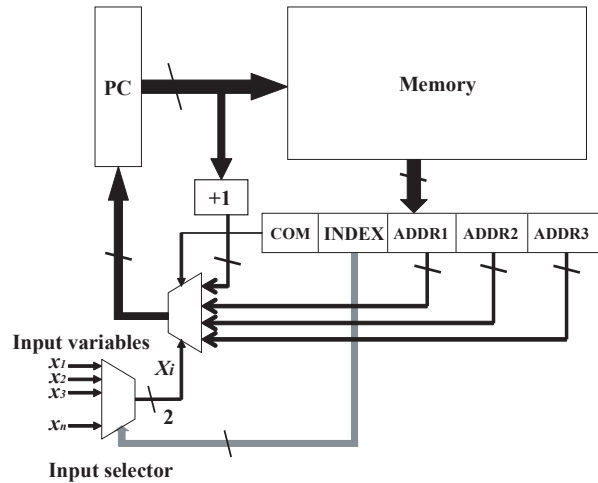 PC
Memory
+1
COM INDEX ADDR1 ADDR2 ADDR3
Input variables
x1
x2
x3
xn
Xi
2
Input selector